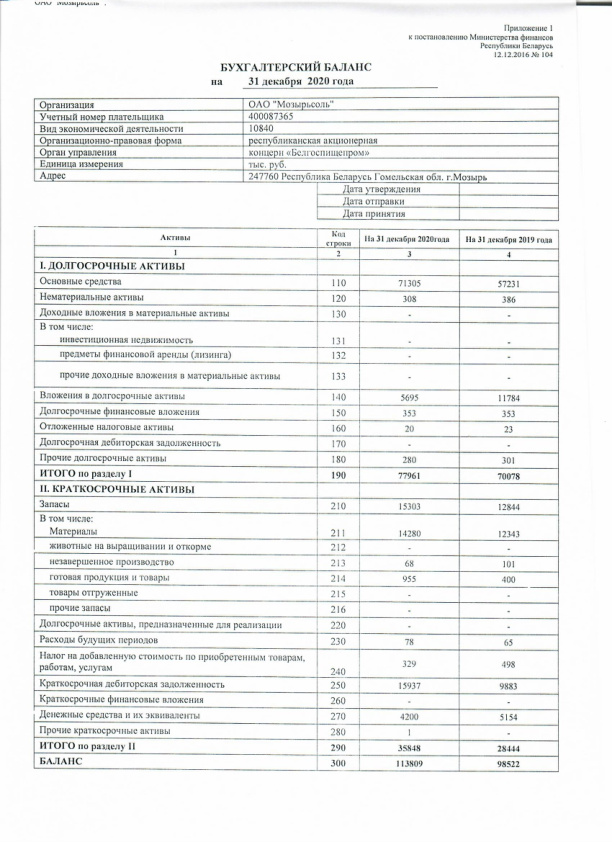 ОАО "Мозырьсоль".
Приложение 1
к постановлению Министерства финансов
Республики Беларусь
12.12.2016 № 104
БУХГАЛТЕРСКИЙ БАЛАНС
на 31 декабря 2020 года
Организация ОАО "Мозырьсоль"
Учетный номер плательщика 400087365
Вид экономической деятельности 10840
Организационно-правовая форма республиканская акционерная
Орган управления концерн «Белгоспищепром»
Единица измерения тыс. руб.
Адрес 247760 Республика Беларусь Гомельская обл. г.Мозырь
Дата утверждения
Дата отправки
Дата принятия
Активы Код строки На 31 декабря 2020года На 31 декабря 2019 года
1 2 3 4
I. ДОЛГОСРОЧНЫЕ АКТИВЫ
Основные средства 110 71305 57231
Нематериальные активы 120 308 386
Доходные вложения в материальные активы 130 - -
В том числе:
инвестиционная недвижимость 131 - -
предметы финансовой аренды (лизинга) 132 - -
прочие доходные вложения в материальные активы 133 - -
Вложения в долгосрочные активы 140 5695 11784
Долгосрочные финансовые вложения 150 353 353
Отложенные налоговые активы 160 20 23
Долгосрочная дебиторская задолженность 170 - -
Прочие долгосрочные активы 180 280 301
ИТОГО по разделу I 190 77961 70078
II. КРАТКОСРОЧНЫЕ АКТИВЫ
Запасы 210 15303 12844
В том числе:
Материалы 211 14280 12343
животные на выращивании и откорме 212 - -
незавершенное производство 213 68 101
готовая продукция и товары 214 955 400
товары отгруженные 215 - -
прочие запасы 216 - -
Долгосрочные активы, предназначенные для реализации 220 - -
Расходы будущих периодов 230 78 65
Налог на добавленную стоимость по приобретенным товарам,
работам, услугам 240 329 498
Краткосрочная дебиторская задолженность 250 15937 9883
Краткосрочные финансовые вложения 260 - -
Денежные средства и их эквиваленты 270 4200 5154
Прочие краткосрочные активы 280 1 -
ИТОГО по разделу II 290 35848 28444
БАЛАНС 300 113809 98522